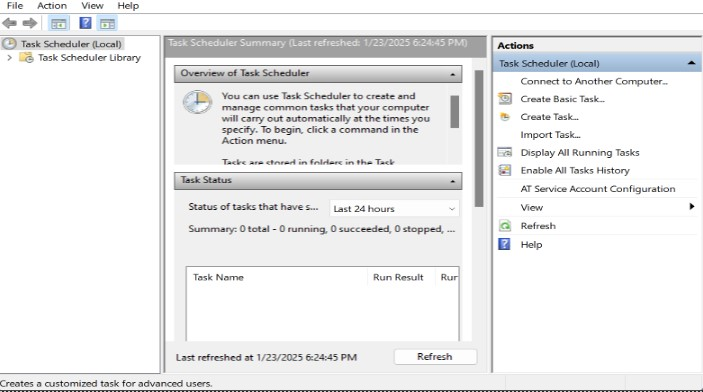 File Action View Help
Task Scheduler (Local)
Task Scheduler Library
Task Scheduler Summary (Last refreshed: 1/23/2025 6:24:45 PM)
Overview of Task Scheduler
You can use Task Scheduler to create and
manage common tasks that your computer
will carry out automatically at the times you
specify. To begin, click a command in the
Action menu.
Tasks are stored in folders in the Task
Task Status
Status of tasks that have s... Last 24 hours
Summary: 0 total - 0 running, 0 succeeded, 0 stopped, ...
Task Name Run Result Run
Last refreshed at 1/23/2025 6:24:45 PM Refresh
Actions
Task Scheduler (Local)
Connect to Another Computer...
Create Basic Task...
Create Task...
Import Task...
Display All Running Tasks
Enable All Tasks History
AT Service Account Configuration
View
Refresh
Help
Creates a customized task for advanced users.